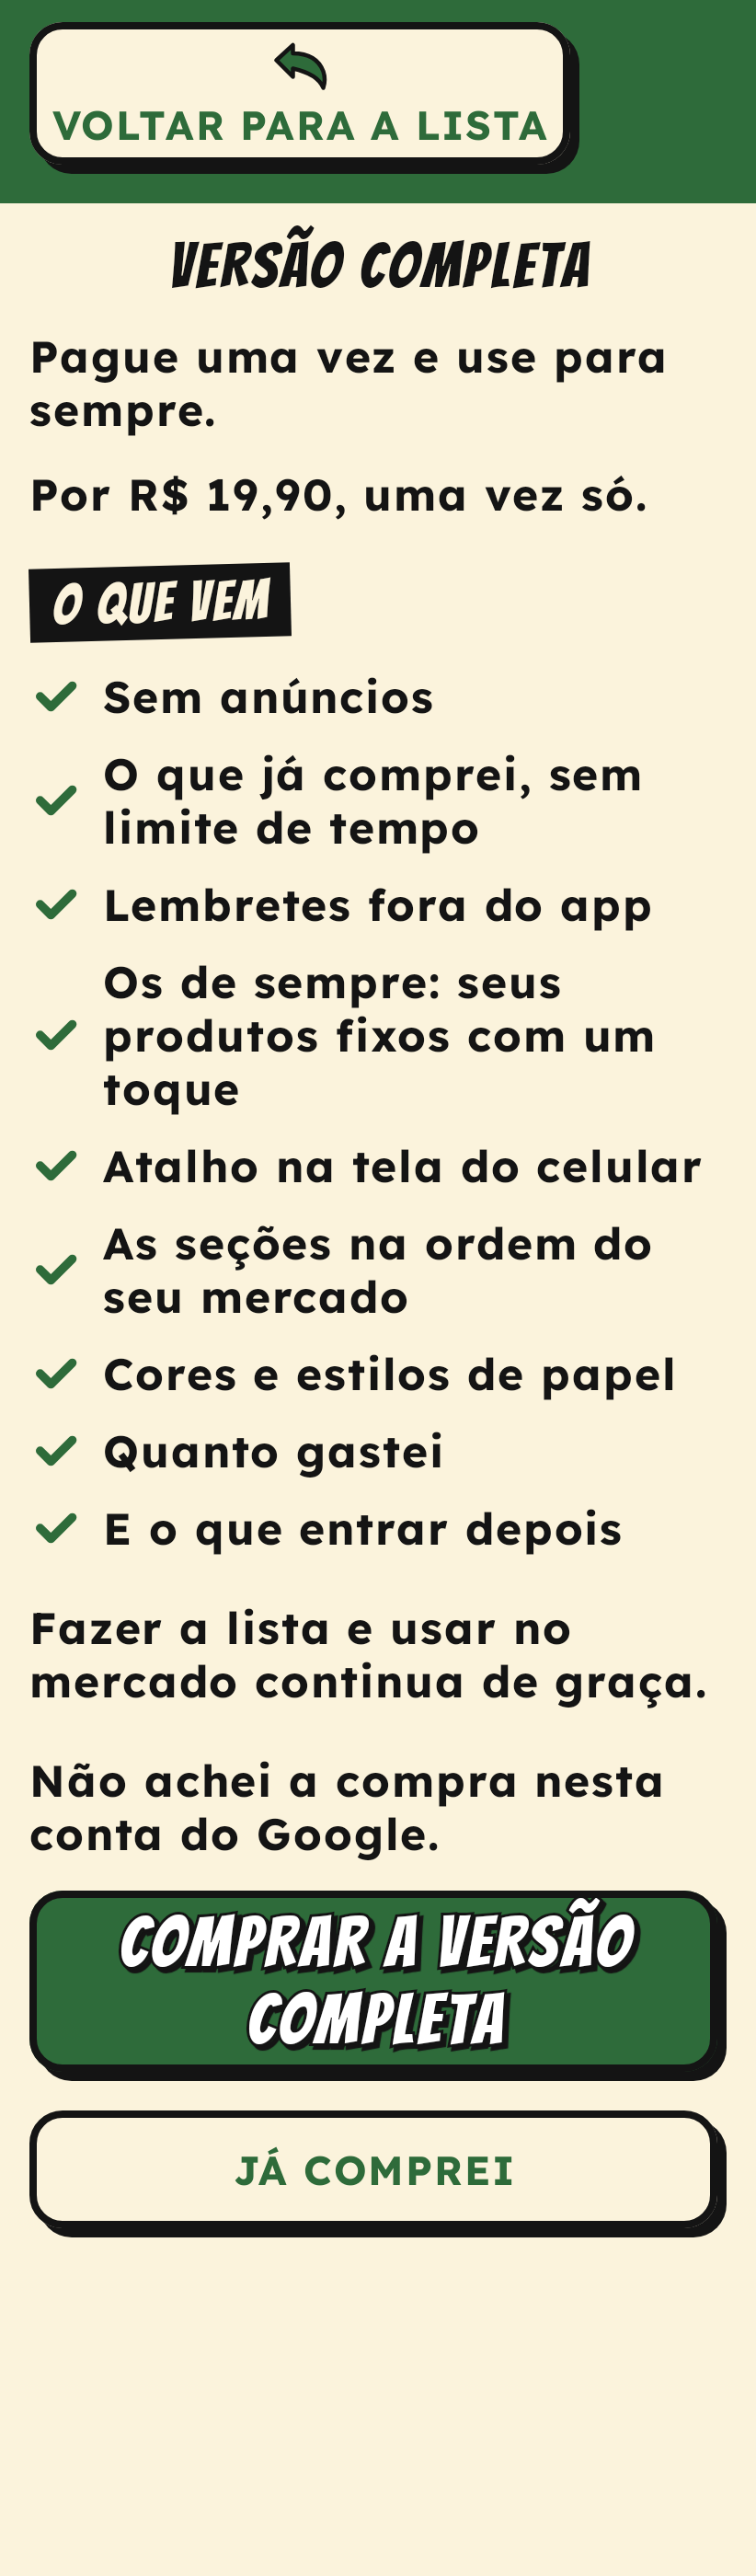 VOLTAR PARA A LISTA
VERSÃO COMPLETA
Pague uma vez e use para
sempre.
Por R$ 19,90, uma vez só.
O QUE VEM
Sem anúncios
O que já comprei, sem
limite de tempo
Lembretes fora do app
Os de sempre: seus
produtos fixos com um
toque
Atalho na tela do celular
As seções na ordem do
seu mercado
Cores e estilos de papel
Quanto gastei
E o que entrar depois
Fazer a lista e usar no
mercado continua de graça.
Não achei a compra nesta
conta do Google.
COMPRAR A VERSÃO
COMPLETA
JÁ COMPREI